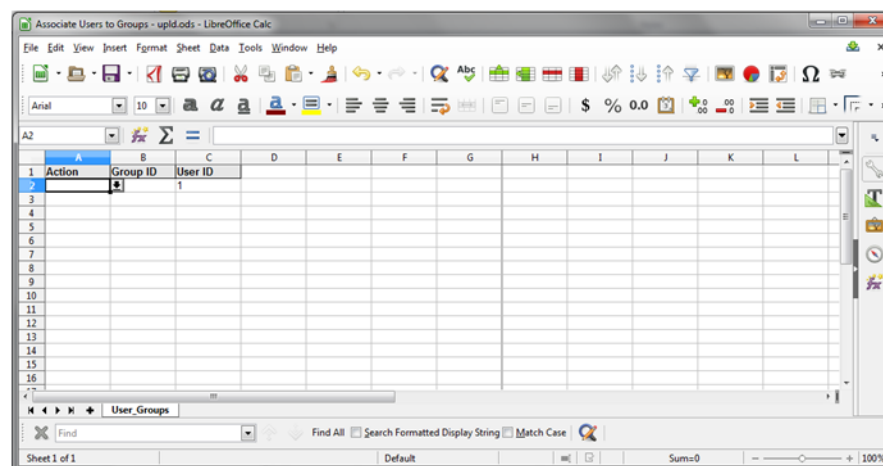 Associate Users to Groups - upld.ods - LibreOffice Calc
File Edit View Insert Format Sheet Data Tools Window Help
Arial 10 a a a a $ % 0.0
A2
A B C D E F G H I J K L
1 Action Group ID User ID
2 1
3
4
5
6
7
8
9
10
11
12
13
14
15
16
User_Groups
Find Find All Search Formatted Display String Match Case
Sheet 1 of 1 Default Sum=0 100%